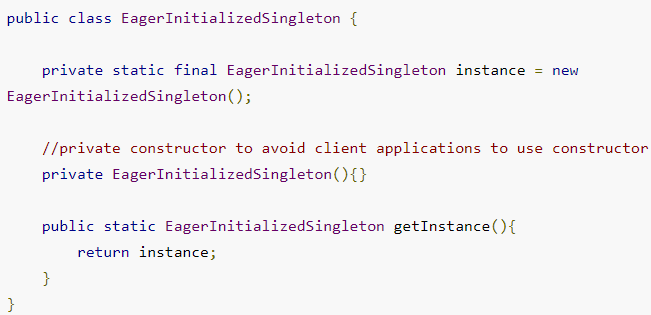 public class EagerInitializedSingleton {
private static final EagerInitializedSingleton instance = new
EagerInitializedSingleton();
//private constructor to avoid client applications to use constructor
private EagerInitializedSingleton(){}
public static EagerInitializedSingleton getInstance(){
return instance;
}
}